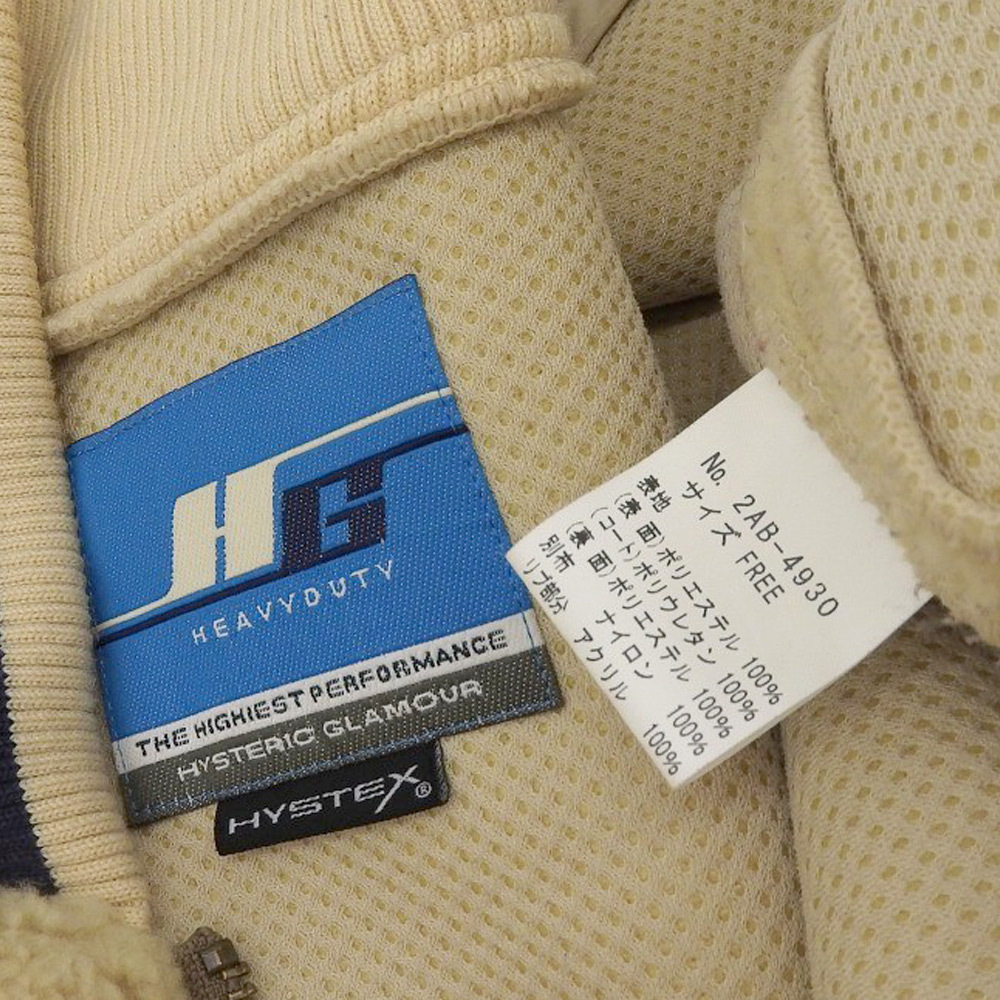 HG
HEAVYDUTY
THE HIGHIEST PERFORMANCE
HYSTERIC GLAMOUR
HYSTEX®
No. 2AB-4930
サイズ FREE
表地
(表 面)ポリエステル 100%
(コート)ポリウレタン 100%
(裏 面)ポリエステル 100%
別布 ナイロン 100%
リブ部分 アクリル 100%